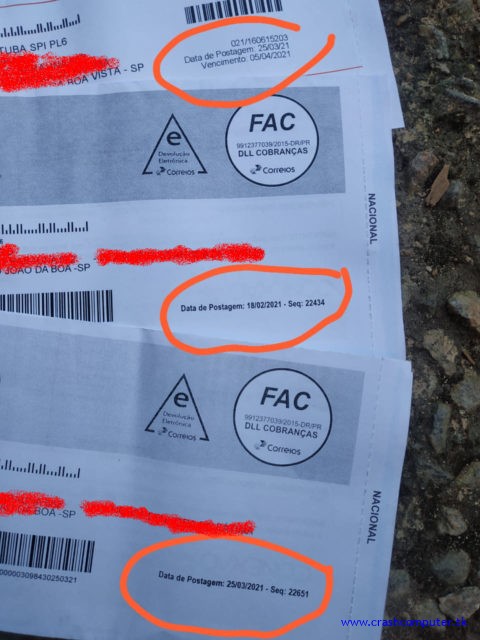 021/160615203
TUBA SPI PL6
Data de Postagem: 25/03/21
Vencimento: 05/04/2021
BOA VISTA - SP
e
Devolução
Eletrônica
Correios
FAC
9912377039/2015-DR/PR
DLL COBRANÇAS
Correios
NACIONAL
JOÃO DA BOA -SP
Data de Postagem: 18/02/2021 - Seq: 22434
e
Devolução
Eletrônica
Correios
FAC
9912377039/2015-DR/PR
DLL COBRANÇAS
Correios
NACIONAL
BOA -SP
Data de Postagem: 25/03/2021 - Seq: 22651
000003098430250321
www.crashcomputer.tk